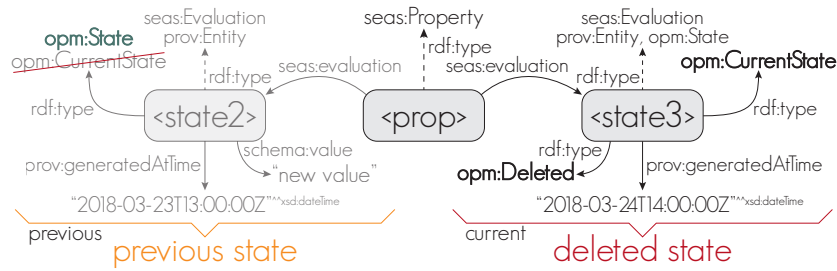 seas:Evaluation
prov:Entity
seas:Property
seas:Evaluation
prov:Entity, opm:State
opm:State
opm:CurrentState
rdf:type
seas:evaluation
rdf:type
seas:evaluation
rdf:type
opm:CurrentState
rdf:type
<state2>
<prop>
<state3>
rdf:type
prov:generatedAtTime
schema:value
"new value"
rdf:type
opm:Deleted
prov:generatedAtTime
"2018-03-23T13:00:00Z"^^xsd:dateTime
"2018-03-24T14:00:00Z"^^xsd:dateTime
previous
previous state
current
deleted state